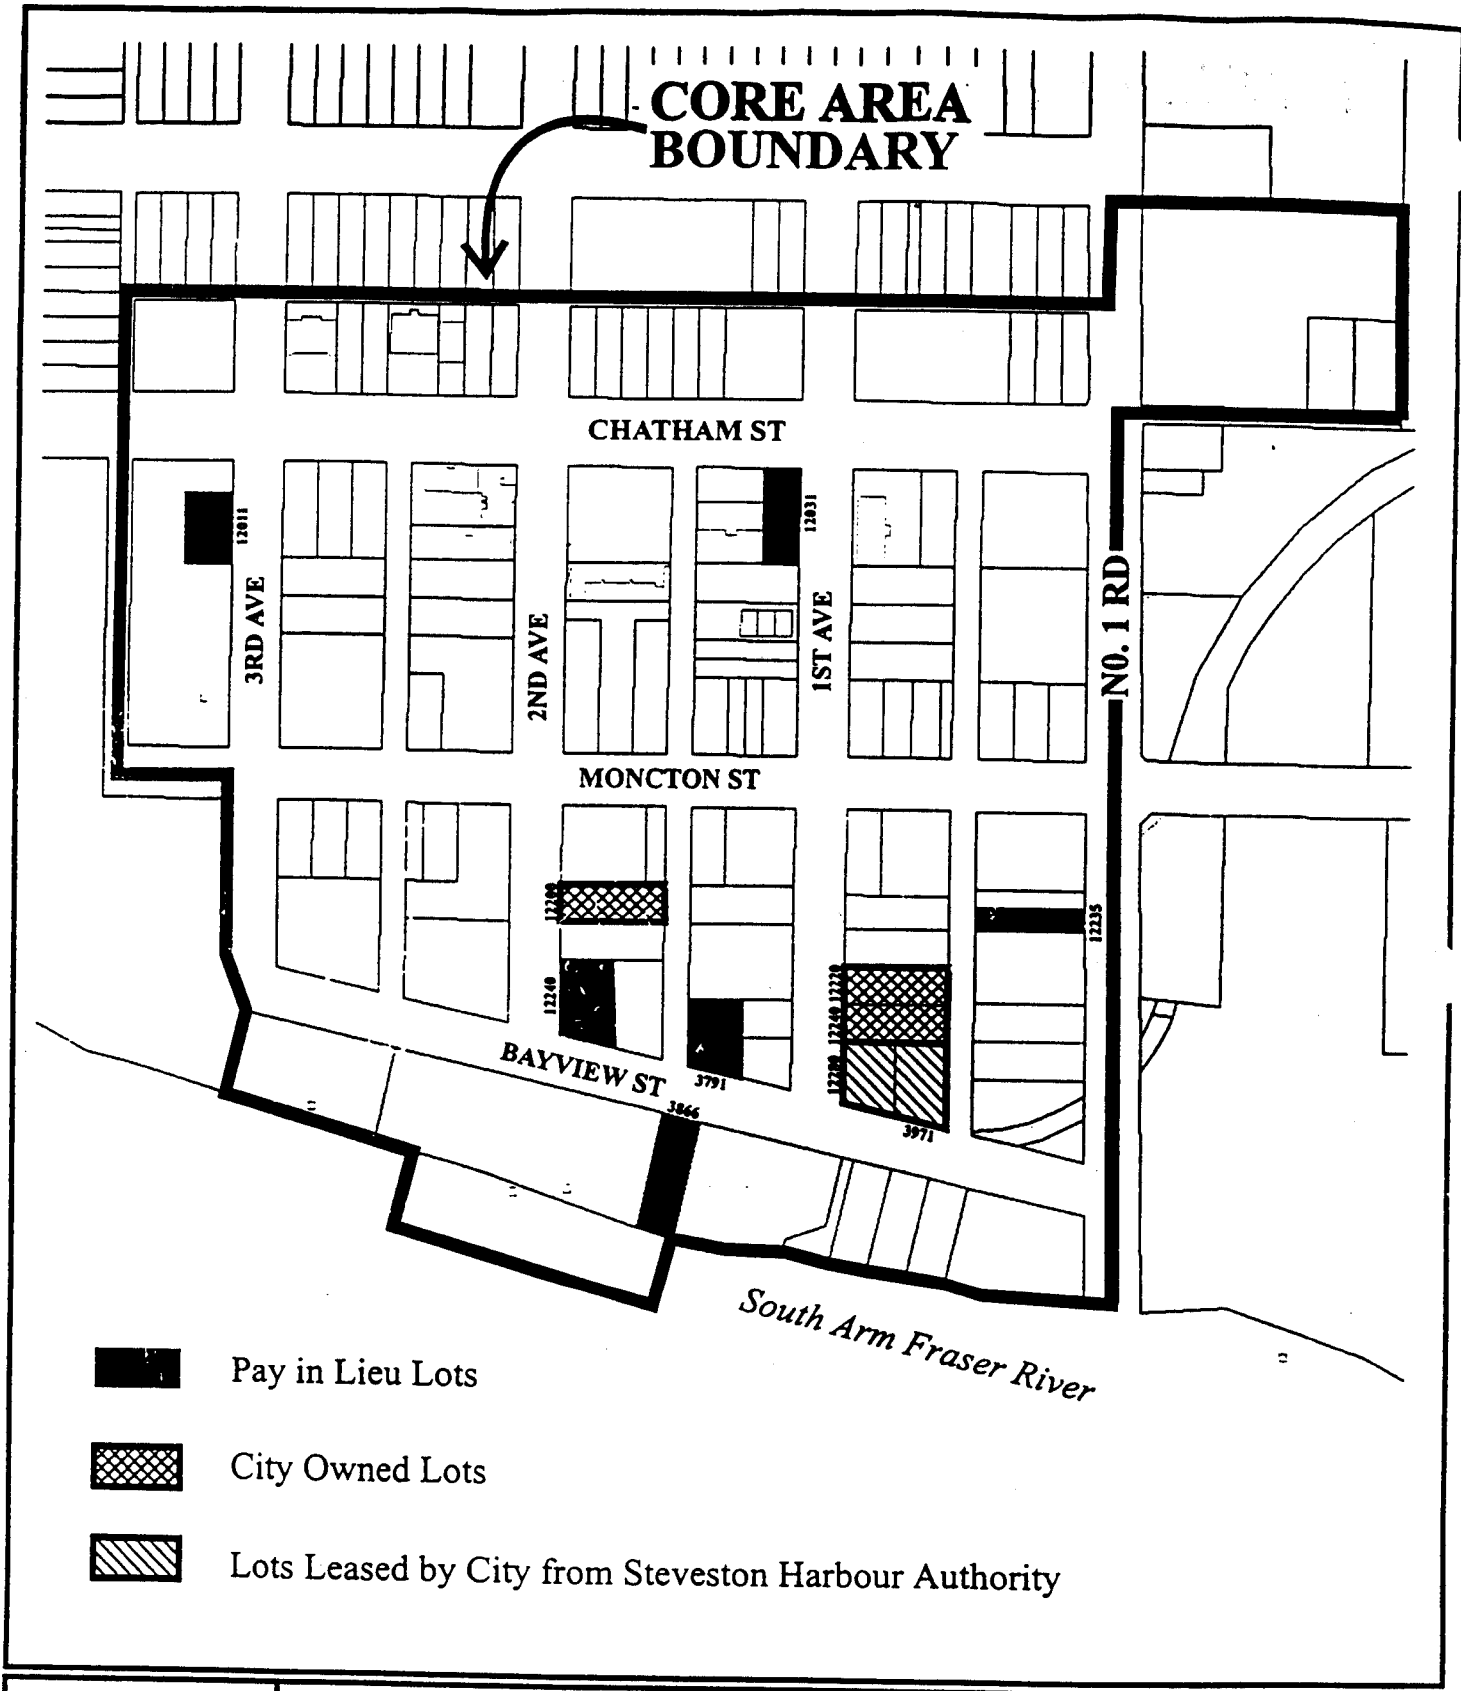 CORE AREA
BOUNDARY
CHATHAM ST
12011
12031
3RD AVE
2ND AVE
1ST AVE
N0. 1 RD
MONCTON ST
12200
12235
12240
12220
12240
12280
BAYVIEW ST
3791
3866
3971
South Arm Fraser River
Pay in Lieu Lots
City Owned Lots
Lots Leased by City from Steveston Harbour Authority